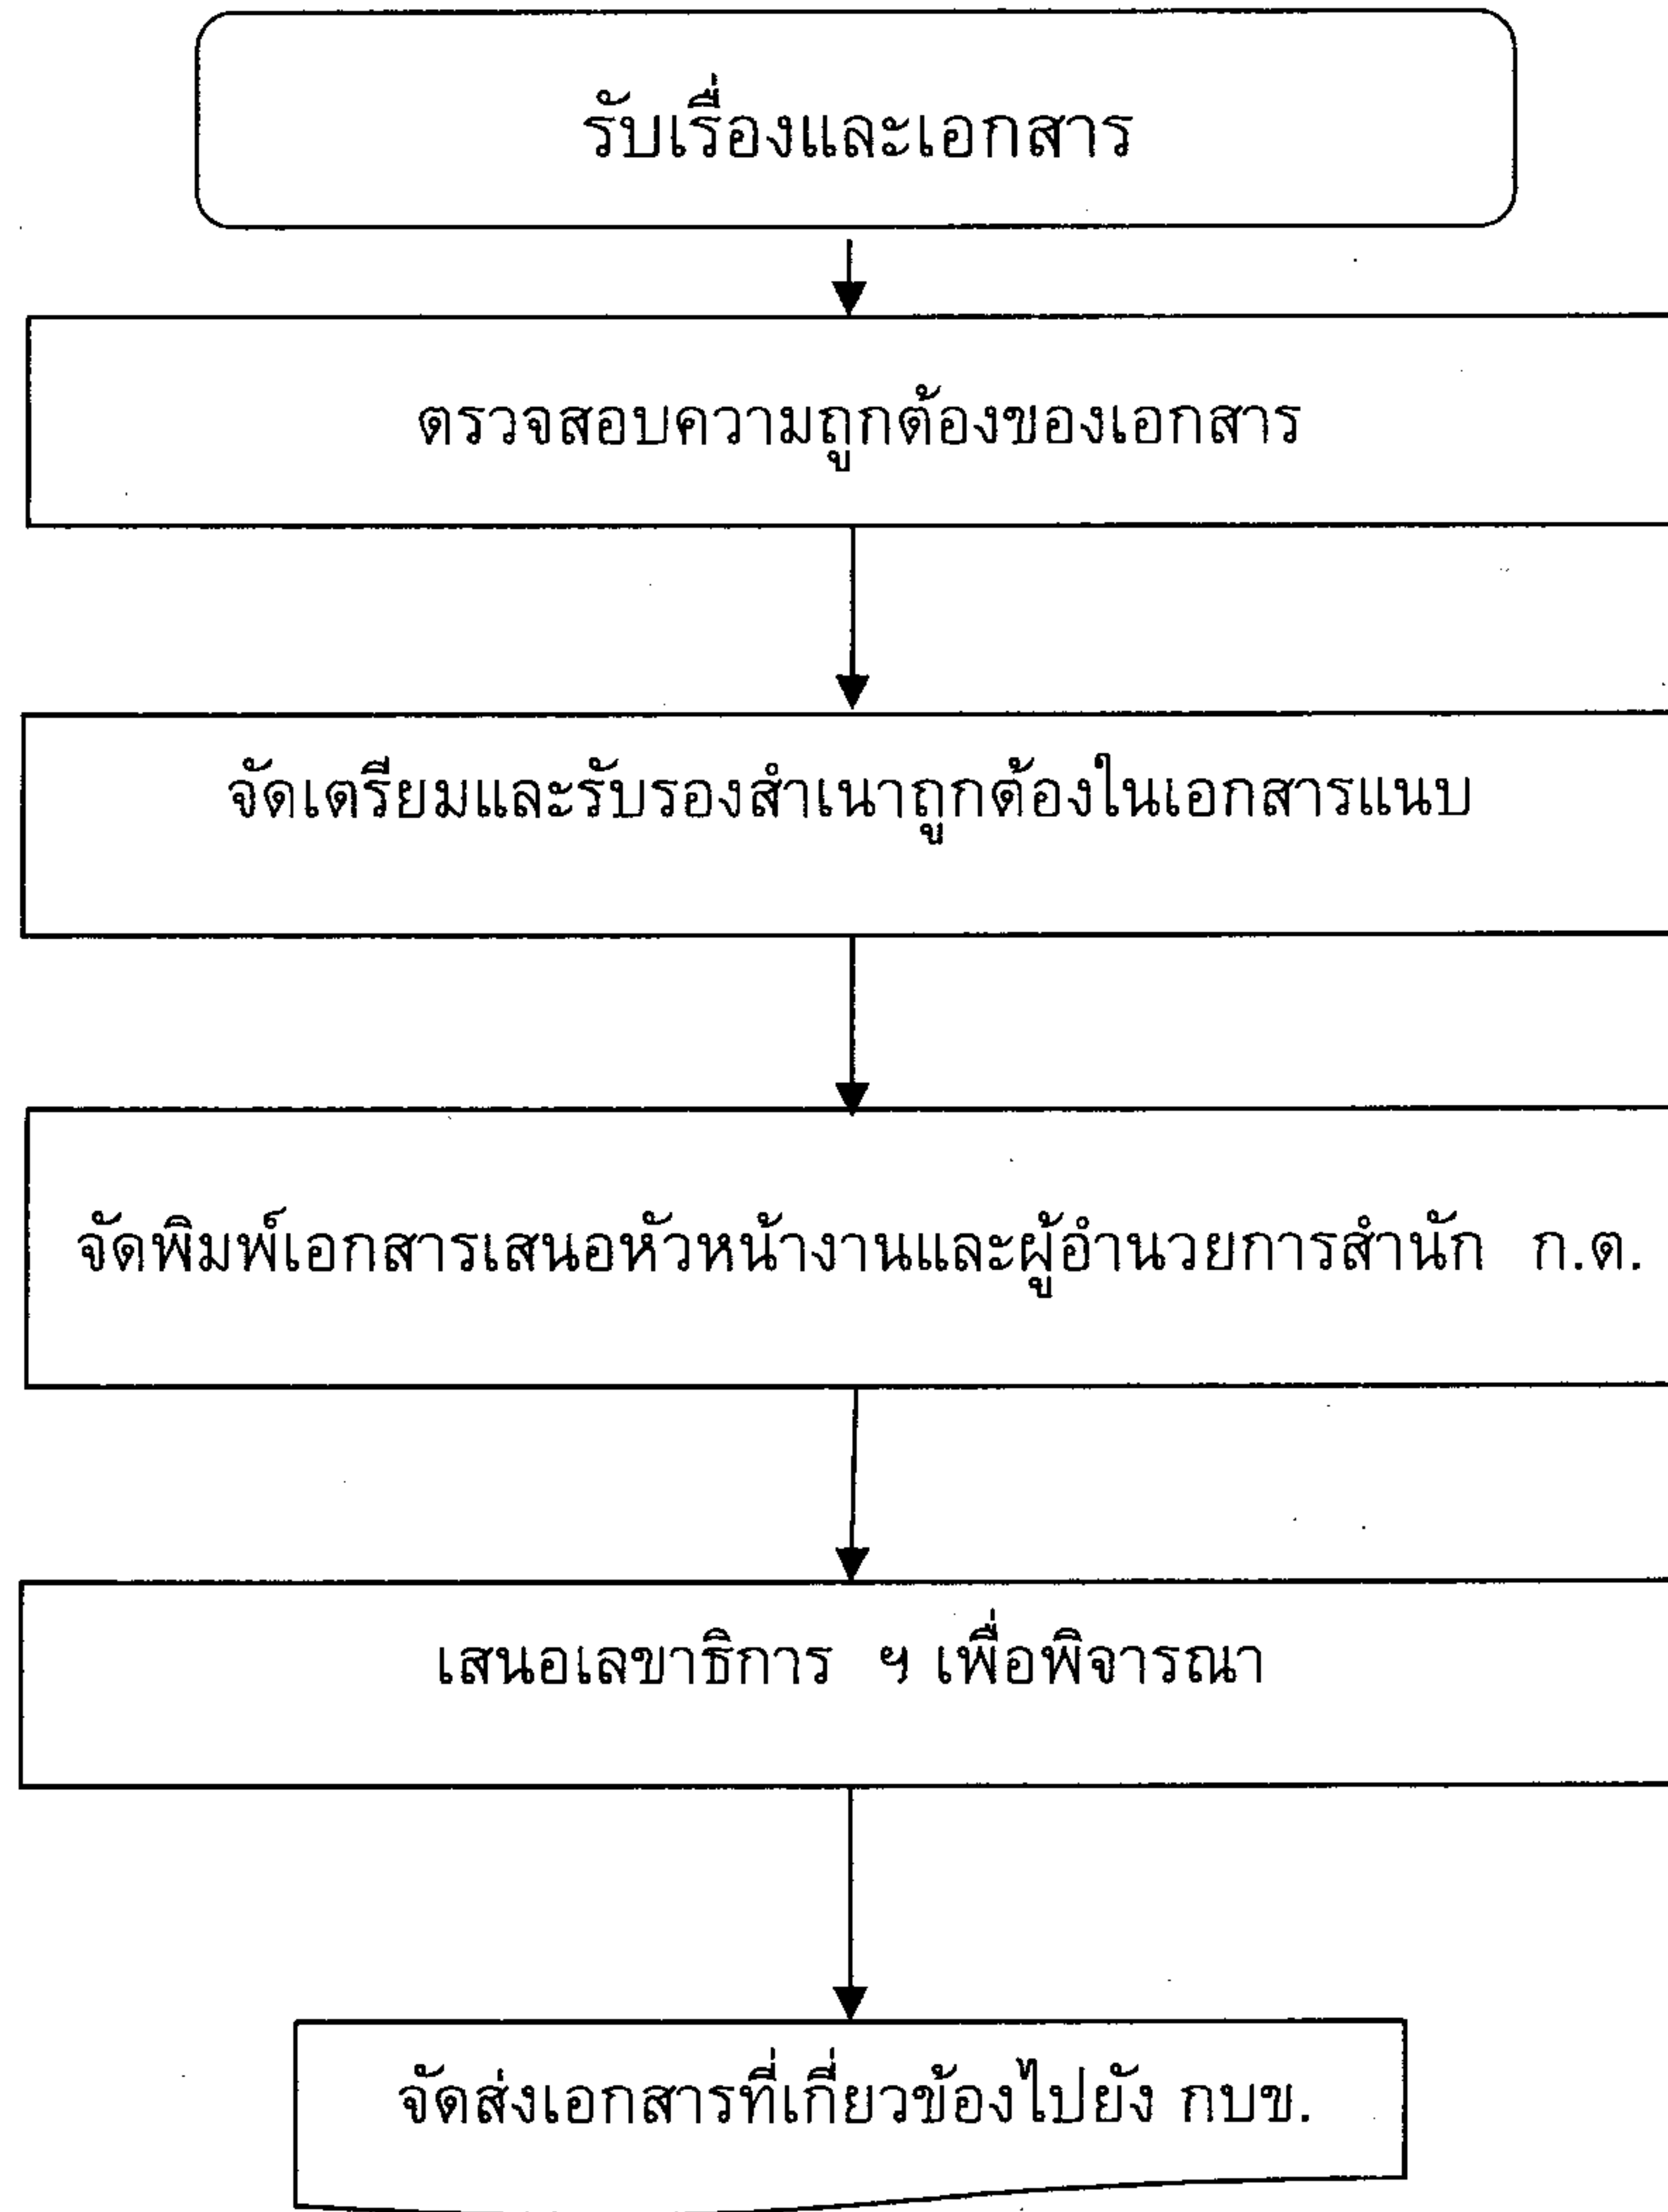 รับเรื่องและเอกสาร
ตรวจสอบความถูกต้องของเอกสาร
จัดเตรียมและรับรองสำเนาถูกต้องในเอกสารแนบ
จัดพิมพ์เอกสารเสนอหัวหน้างานและผู้อำนวยการสำนัก ก.ต.
เสนอเลขาธิการ ฯ เพื่อพิจารณา
จัดส่งเอกสารที่เกี่ยวข้องไปยัง กบข.